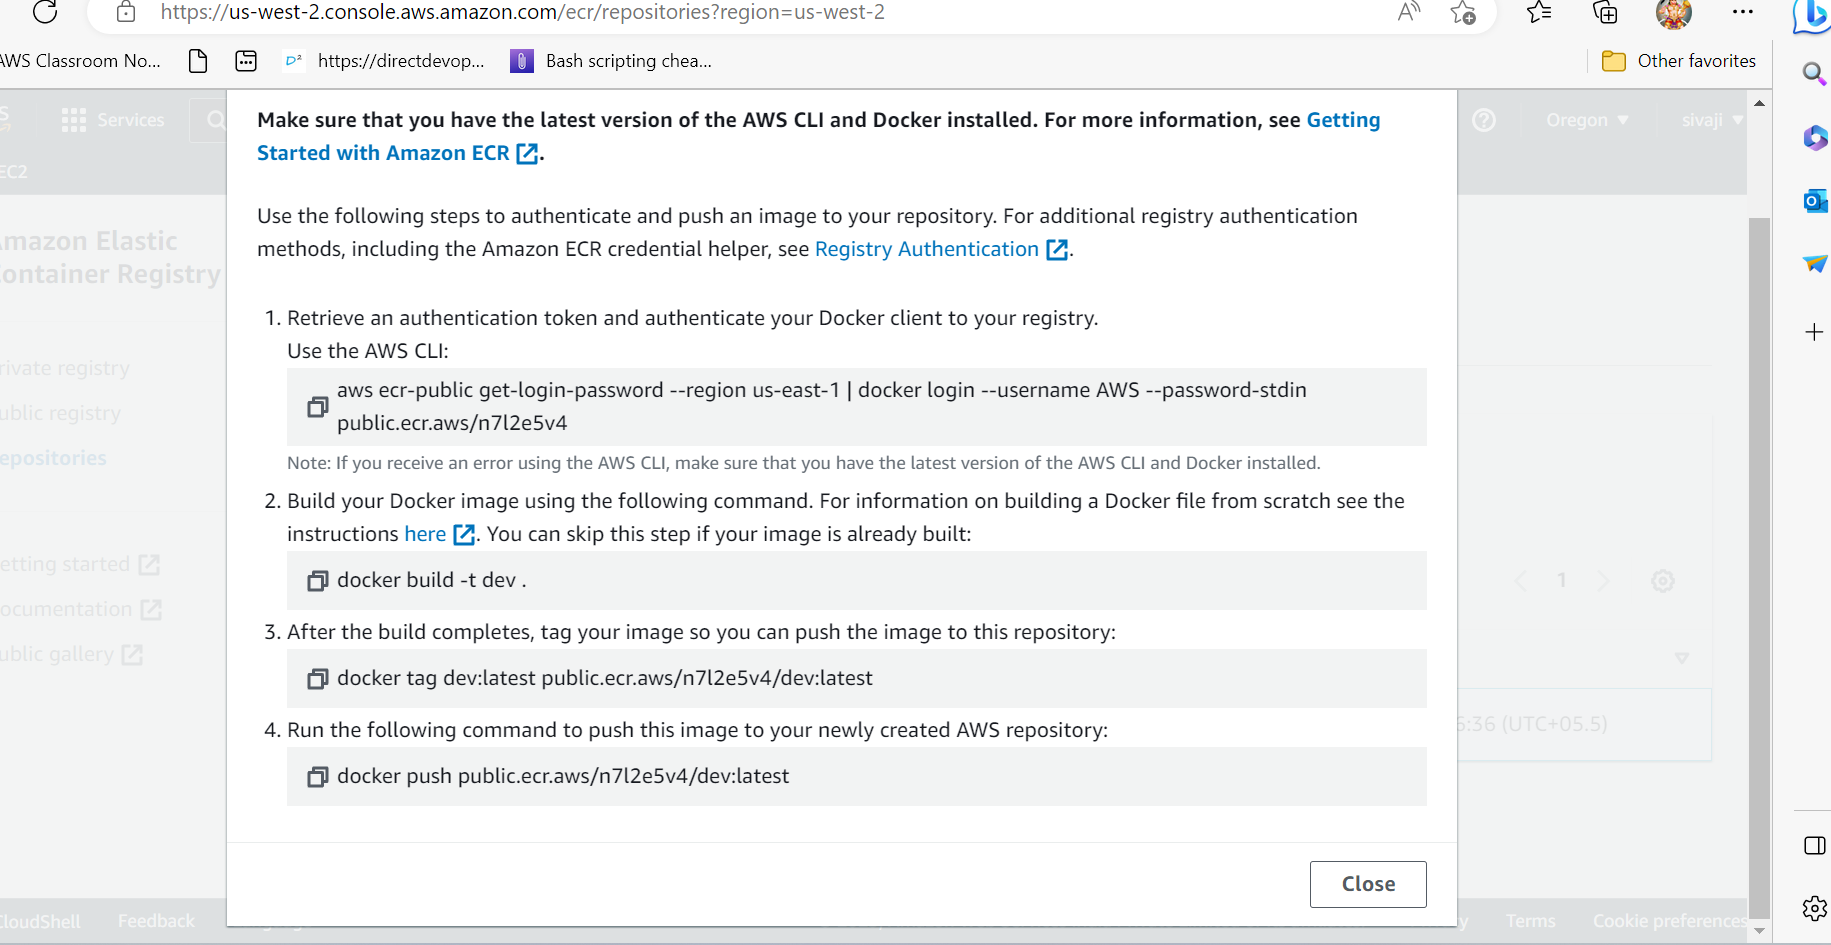 https://us-west-2.console.aws.amazon.com/ecr/repositories?region=us-west-2
AWS Classroom No...
https://directdevop...
Bash scripting chea...
Other favorites
Services
Oregon
sivaji
EC2
Make sure that you have the latest version of the AWS CLI and Docker installed. For more information, see Getting
Started with Amazon ECR.
Use the following steps to authenticate and push an image to your repository. For additional registry authentication
methods, including the Amazon ECR credential helper, see Registry Authentication.
1. Retrieve an authentication token and authenticate your Docker client to your registry.
Use the AWS CLI:
aws ecr-public get-login-password --region us-east-1 | docker login --username AWS --password-stdin
public.ecr.aws/n7l2e5v4
Note: If you receive an error using the AWS CLI, make sure that you have the latest version of the AWS CLI and Docker installed.
2. Build your Docker image using the following command. For information on building a Docker file from scratch see the
instructions here. You can skip this step if your image is already built:
docker build -t dev .
3. After the build completes, tag your image so you can push the image to this repository:
docker tag dev:latest public.ecr.aws/n7l2e5v4/dev:latest
4. Run the following command to push this image to your newly created AWS repository:
docker push public.ecr.aws/n7l2e5v4/dev:latest
Close
mazon Elastic
ontainer Registry
rivate registry
ublic registry
epositories
etting started
ocumentation
ublic gallery
1
5:36 (UTC+05.5)
CloudShell
Feedback
Terms
Cookie preferences